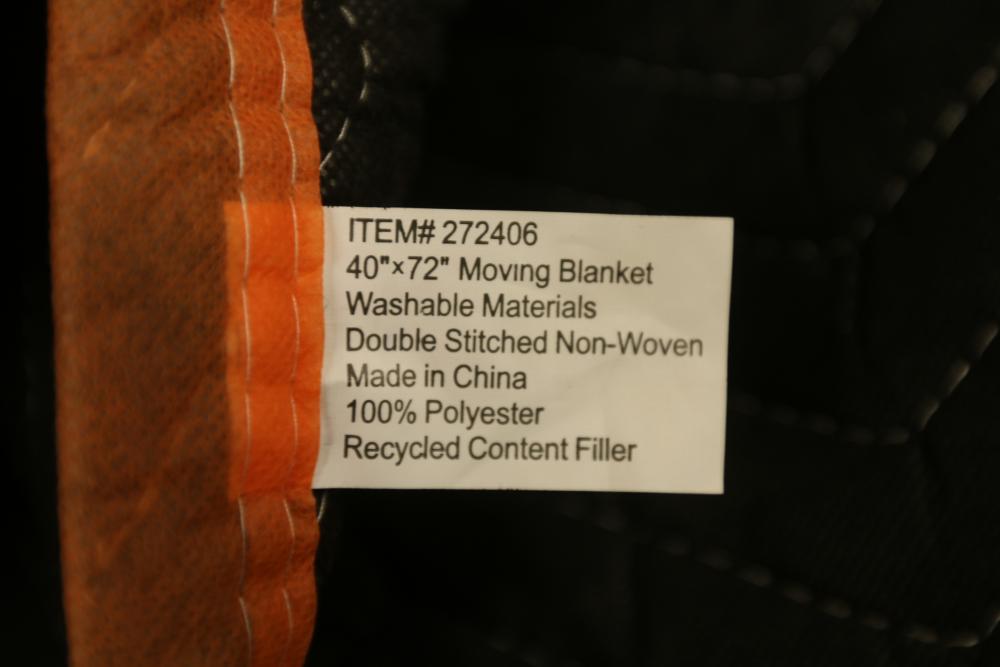 ITEM# 272406
40"×72" Moving Blanket
Washable Materials
Double Stitched Non-Woven
Made in China
100% Polyester
Recycled Content Filler